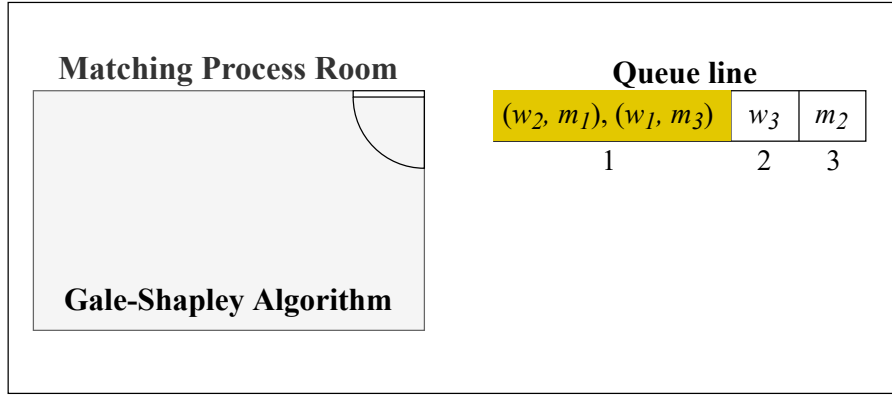 Matching Process Room
Queue line
(w2, m1), (w1, m3) w3 m2
1 2 3
Gale-Shapley Algorithm